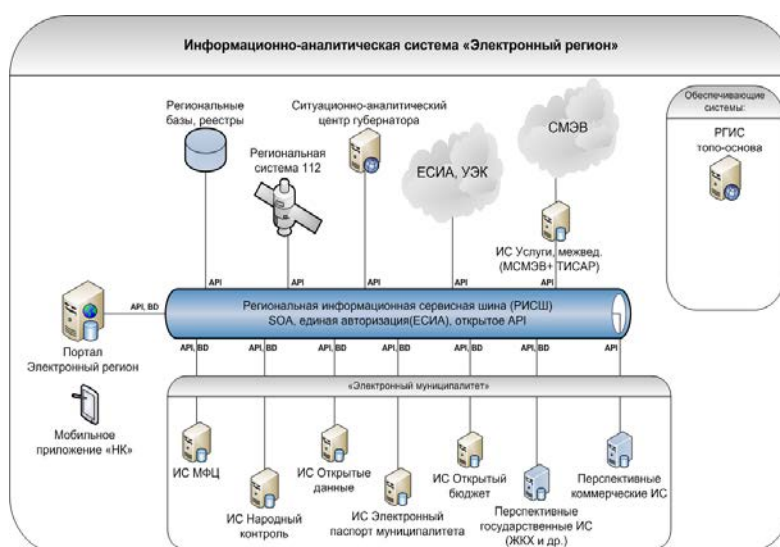 Информационно-аналитическая система «Электронный регион»
Региональные
базы, реестры
Региональная
система 112
Ситуационно-аналитический
центр губернатора
ЕСИА, УЭК
СМЭВ
ИС Услуги, межвед.
(МСМЭВ+ ТИСАР)
Обеспечивающие
системы:
РГИС
топо-основа
API
API
API
API
API
API, BD
Региональная информационная сервисная шина (РИСШ)
SOA, единая авторизация(ЕСИА), открытое API
Портал
Электронный регион
Мобильное
приложение «НК»
API, BD
API, BD
API, BD
API, BD
API, BD
API, BD
API
«Электронный муниципалитет»
ИС МФЦ
ИС Народный
контроль
ИС Открытые
данные
ИС Электронный
паспорт муниципалитета
ИС Открытый
бюджет
Перспективные
государственные ИС
(ЖКХ и др.)
Перспективные
коммерческие ИС